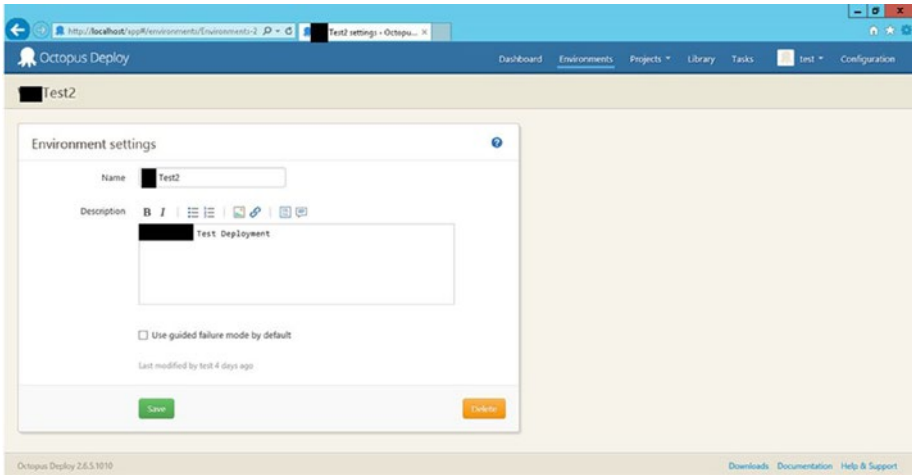 http://localhost/app#/environments/Environments-2
Test2 settings - Octopu...
Octopus Deploy
Dashboard Environments Projects Library Tasks test Configuration
Test2
Environment settings
Name Test2
Description B I
Test Deployment
Use guided failure mode by default
Last modified by test 4 days ago
Save Delete
Octopus Deploy 2.6.5.1010 Downloads Documentation Help & Support